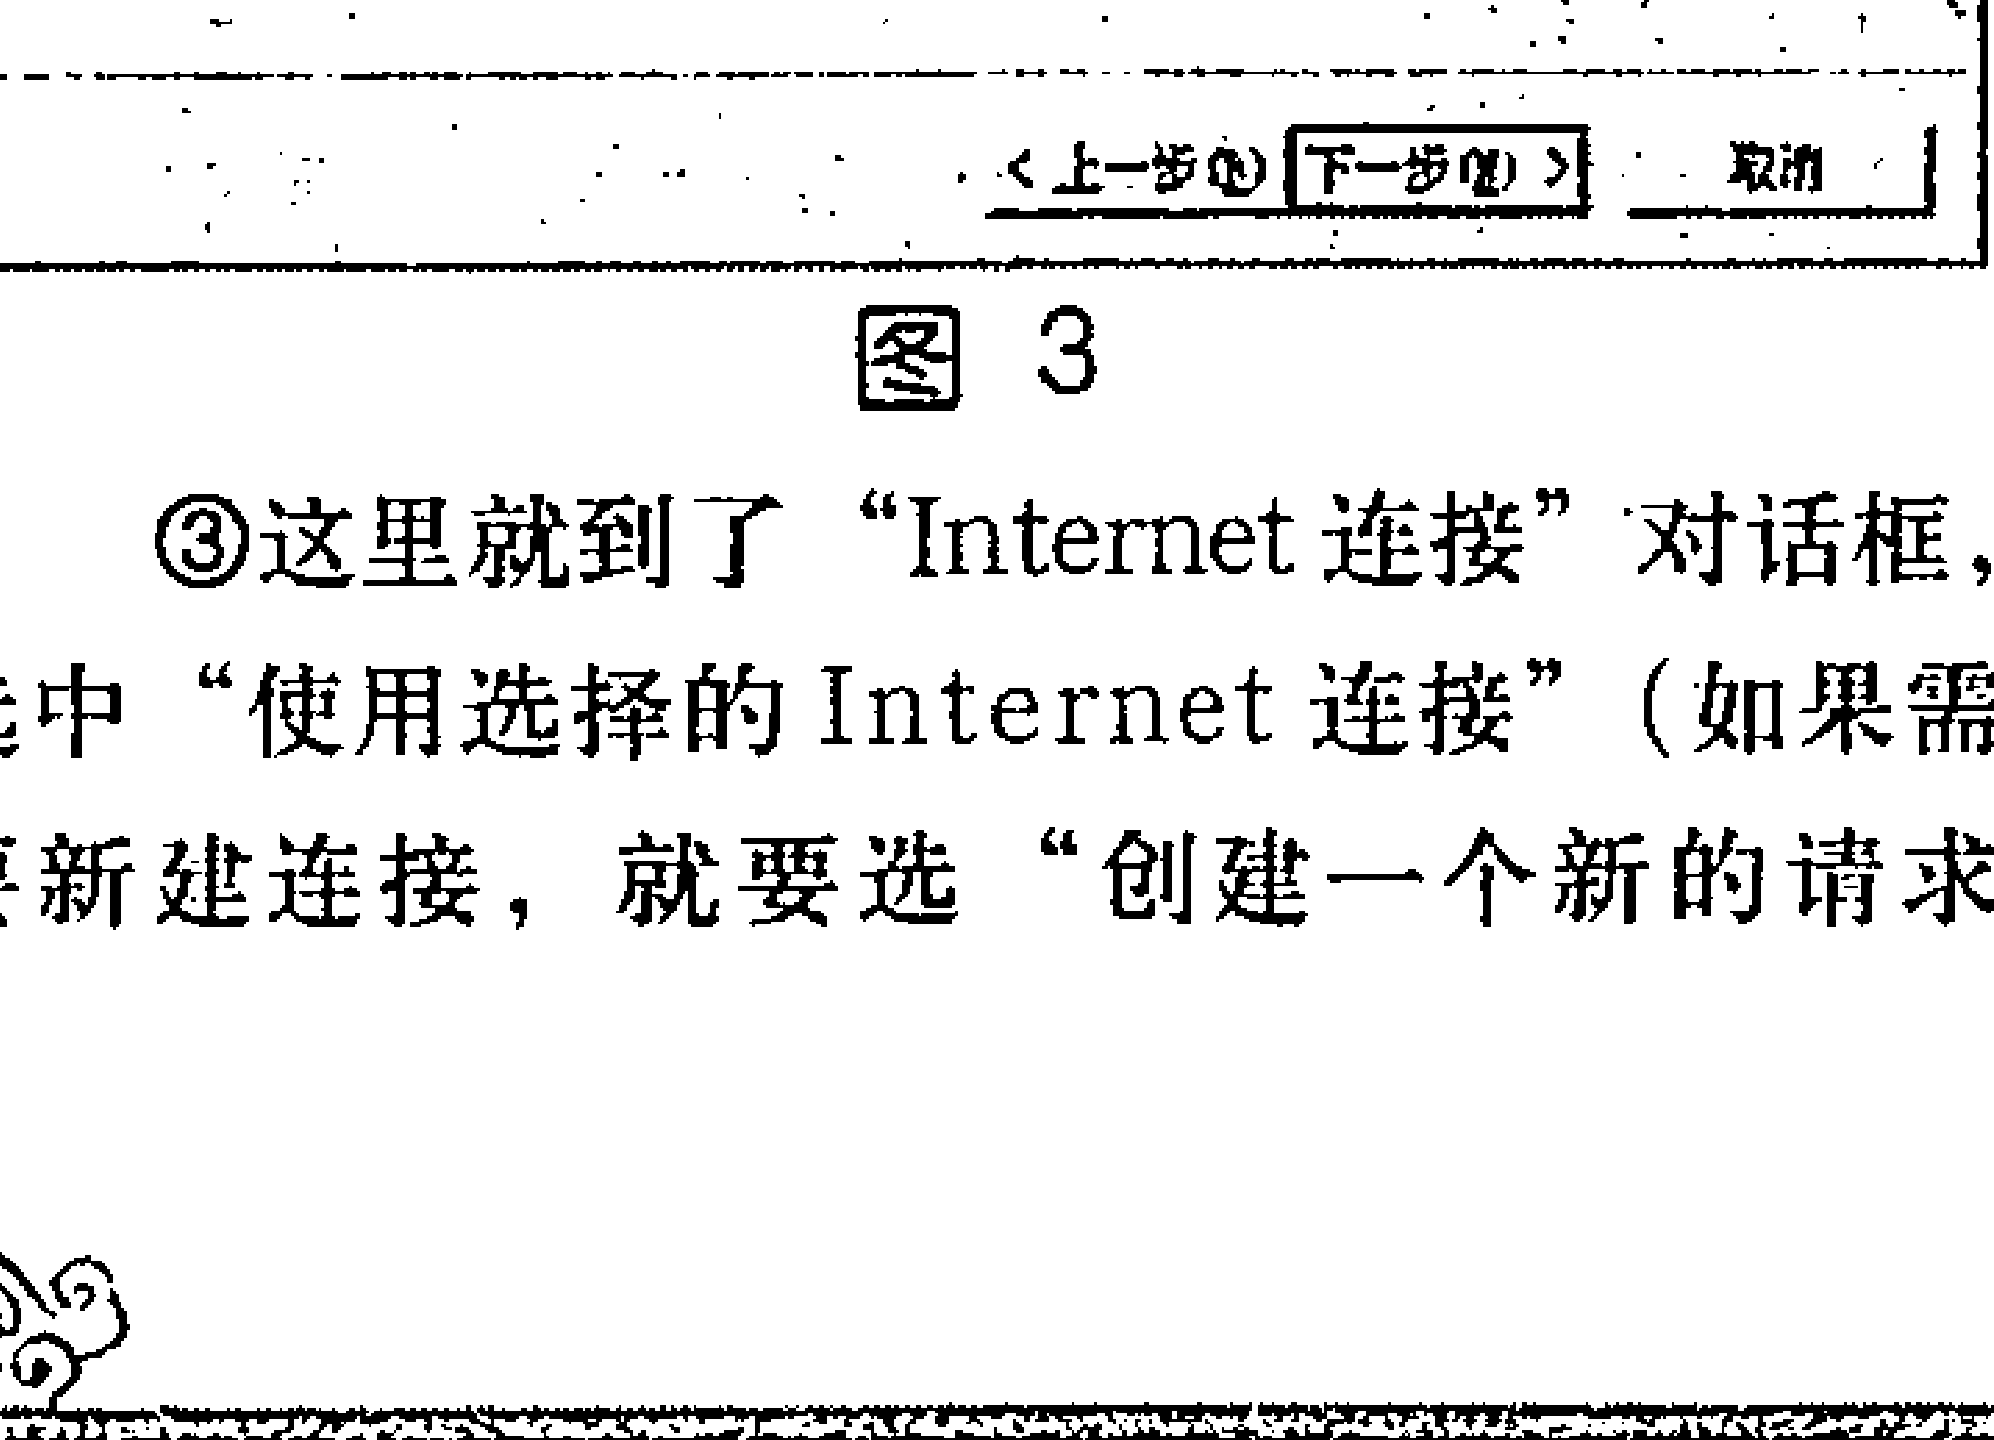 < 上一步 下一步 > 取消
图 3
③这里就到了“Internet 连接”对话框，
中“使用选择的 Internet 连接”（如果需
新建连接，就要选“创建一个新的请求